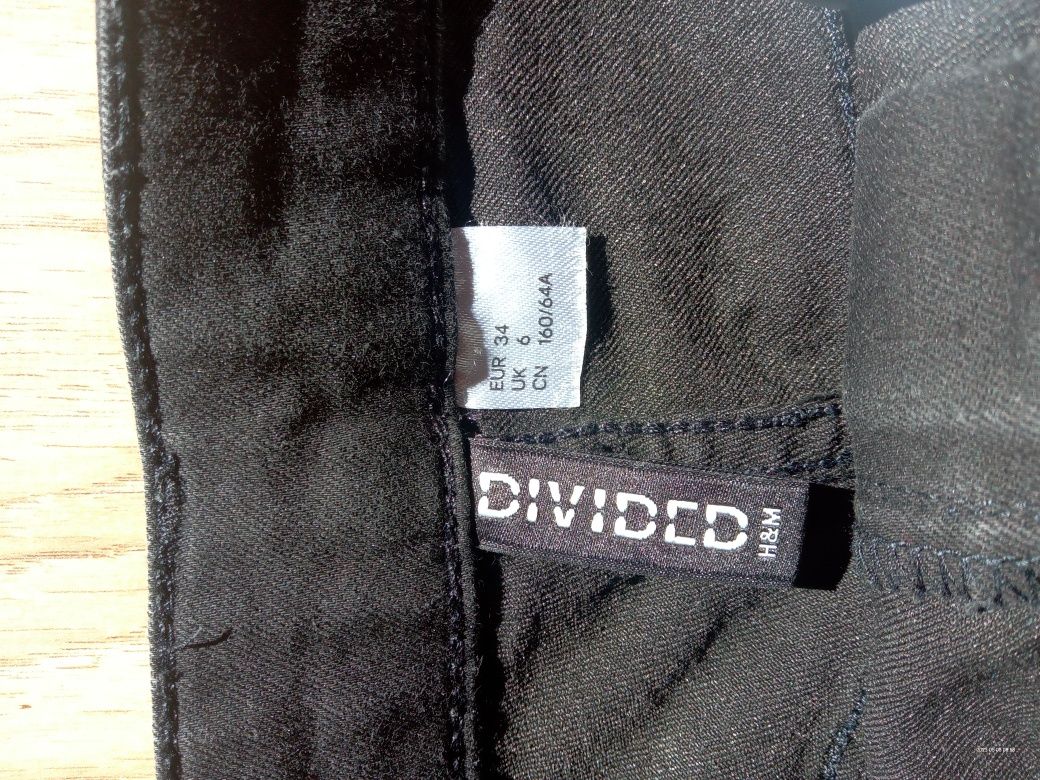 EUR 34
UK 6
CN 160/64A
DIVIDED
H&M